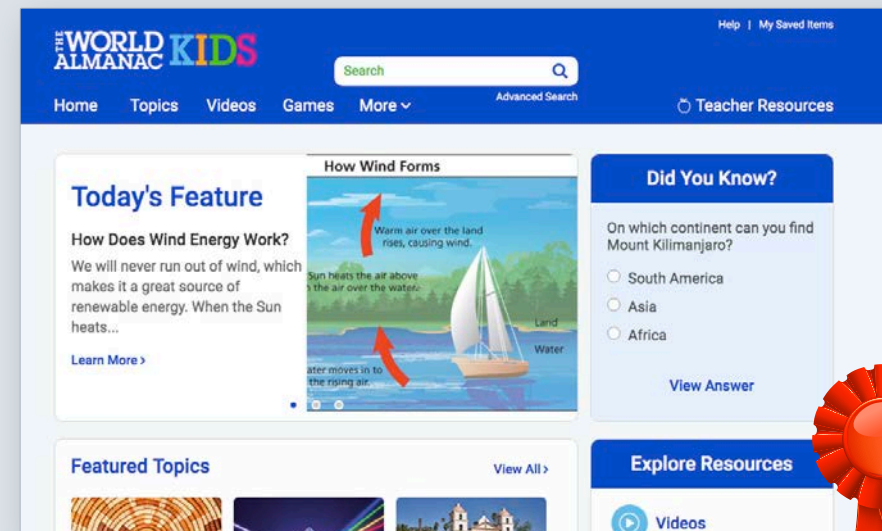 Help | My Saved Items
THE WORLD ALMANAC KIDS
Search
Advanced Search
Home Topics Videos Games More
Teacher Resources
Today's Feature
How Does Wind Energy Work?
We will never run out of wind, which
makes it a great source of
renewable energy. When the Sun
heats...
Learn More >
How Wind Forms
Warm air over the land
rises, causing wind.
Sun heats the air above
the air over the water.
Land
Water
moves in to
the rising air.
Did You Know?
On which continent can you find
Mount Kilimanjaro?
South America
Asia
Africa
View Answer
Featured Topics
View All >
Explore Resources
Videos